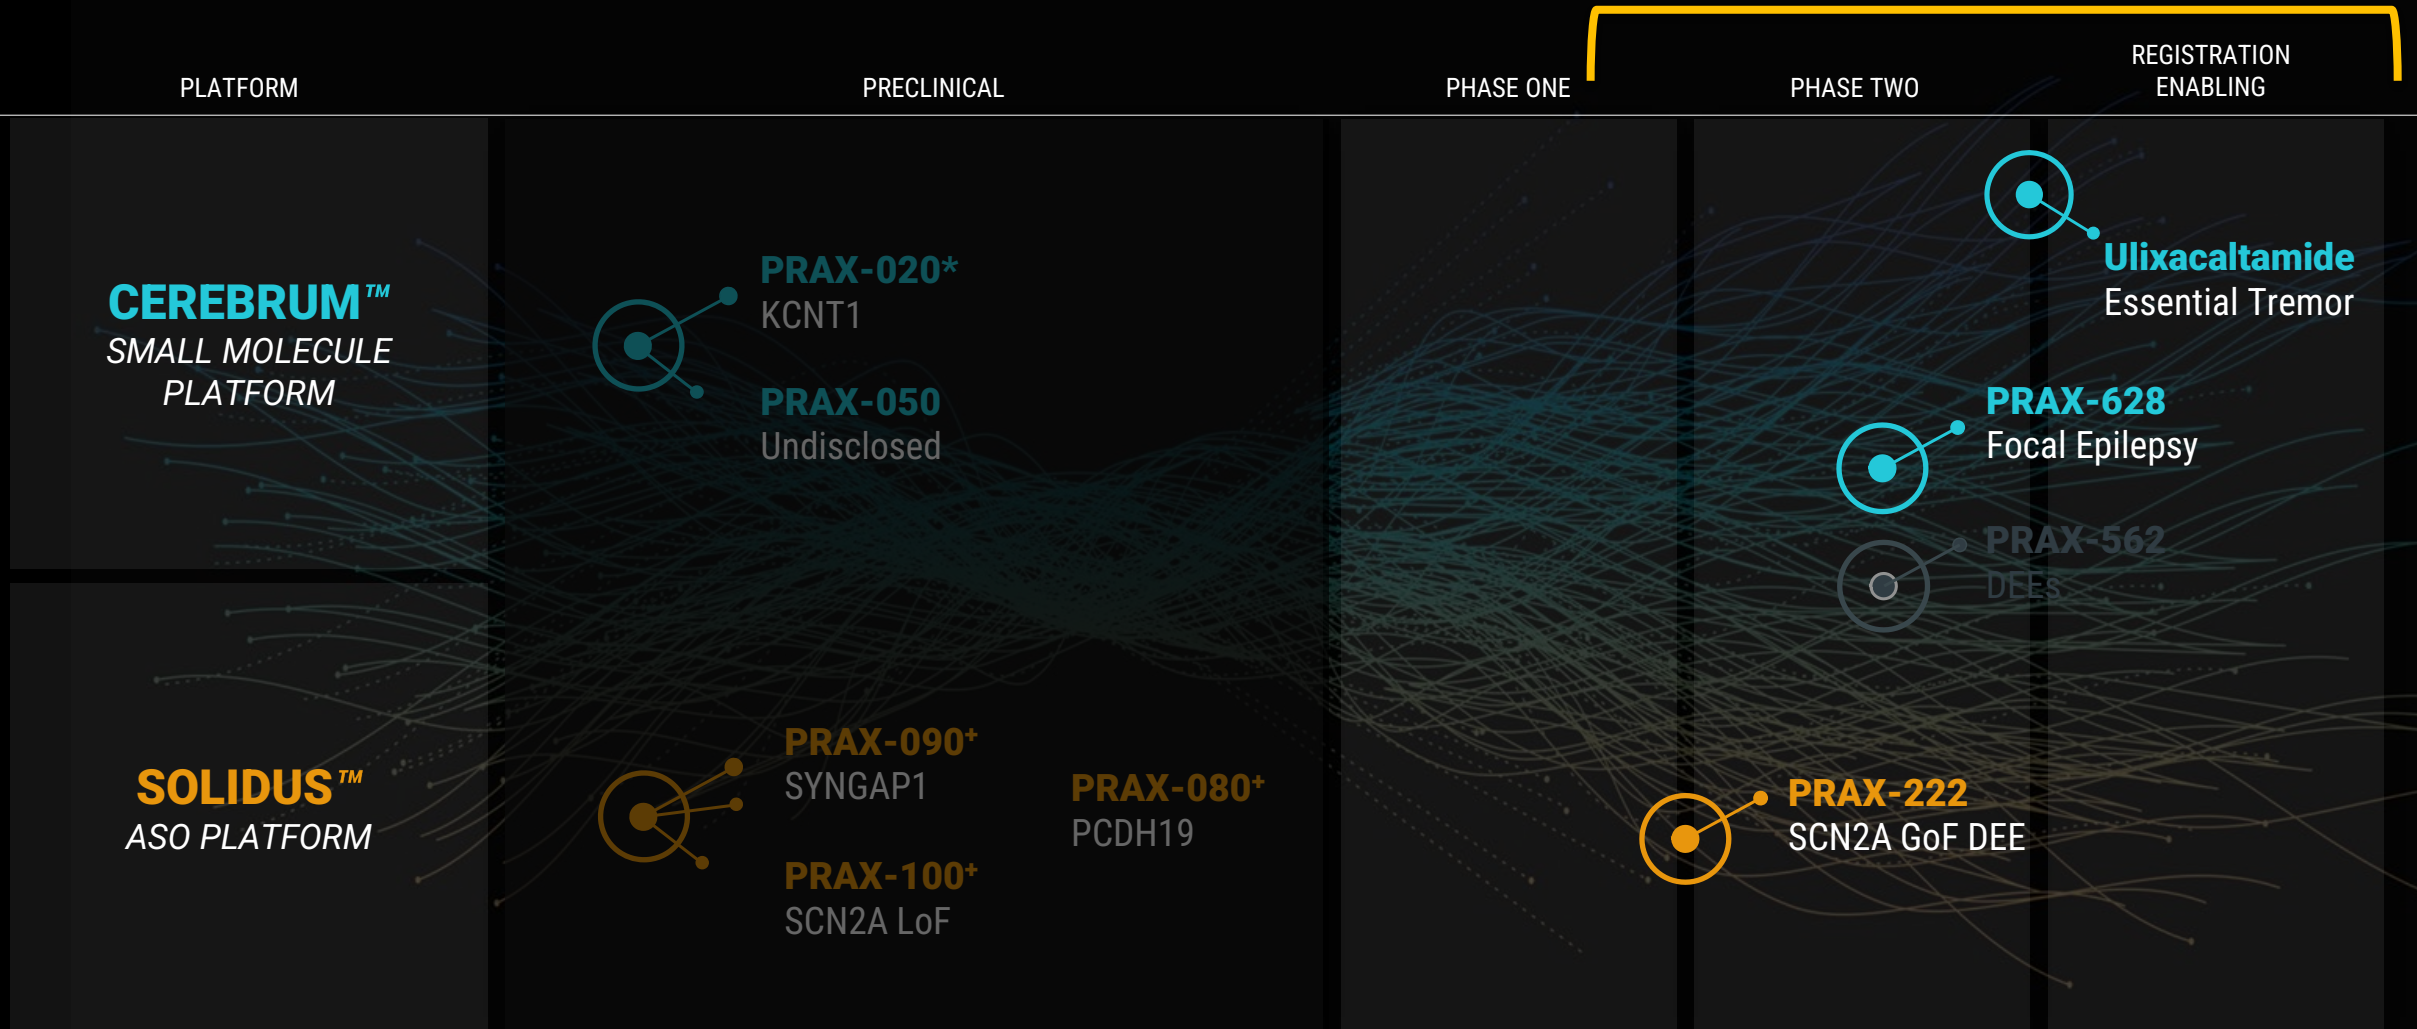 PLATFORM
PRECLINICAL
PHASE ONE
PHASE TWO
REGISTRATION
ENABLING
CEREBRUM™
SMALL MOLECULE
PLATFORM
PRAX-020*
KCNT1
PRAX-050
Undisclosed
Ulixacaltamide
Essential Tremor
PRAX-628
Focal Epilepsy
PRAX-562
DEEs
SOLIDUS™
ASO PLATFORM
PRAX-090+
SYNGAP1
PRAX-080+
PCDH19
PRAX-100+
SCN2A LoF
PRAX-222
SCN2A GoF DEE